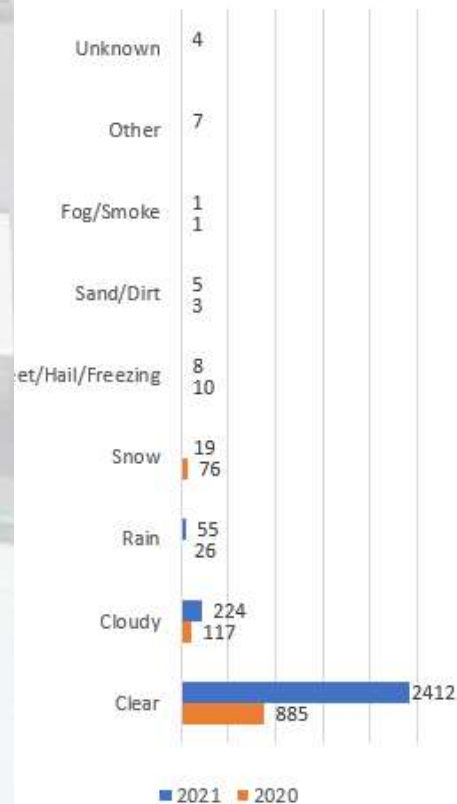 Unknown 4
Other 7
Fog/Smoke 1
1
Sand/Dirt 5
3
et/Hail/Freezing 8
10
Snow 19
76
Rain 55
26
Cloudy 224
117
Clear 2412
885
2021 2020